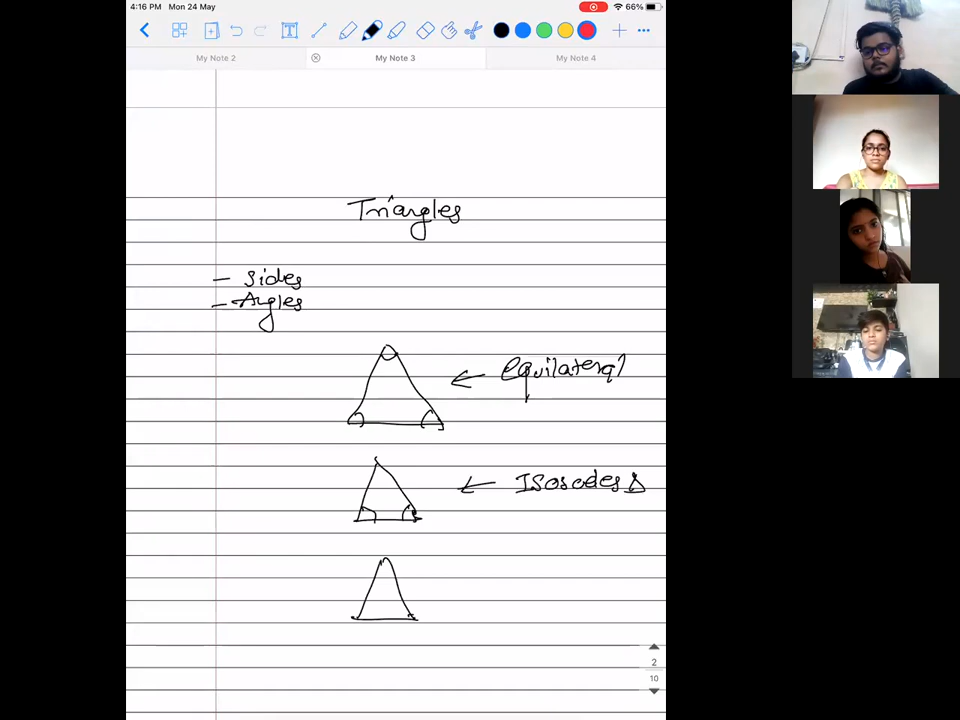 4:16 PM Mon 24 May 66%
My Note 2 My Note 3 My Note 4
Triangles
- Sides
- Angles
← equilateral
← Isosceles Δ
2
10